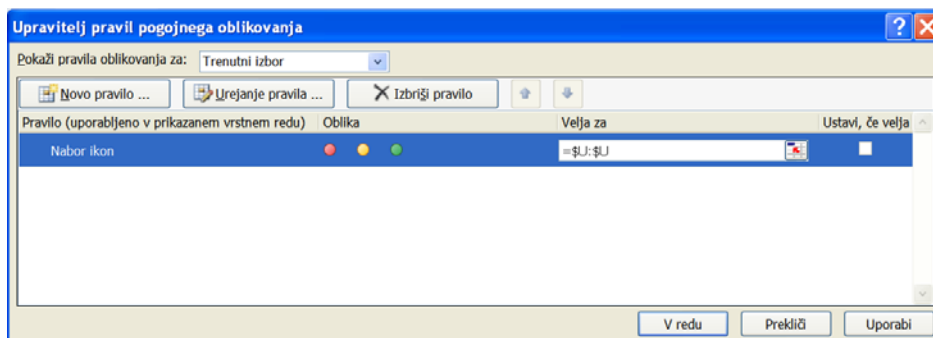 Upravitelj pravil pogojnega oblikovanja
Pokaži pravila oblikovanja za: Trenutni izbor
Novo pravilo ... Urejanje pravila ... Izbriši pravilo
Pravilo (uporabljeno v prikazanem vrstnem redu) Oblika Velja za Ustavi, če velja
Nabor ikon =$U:$U
V redu Prekliči Uporabi